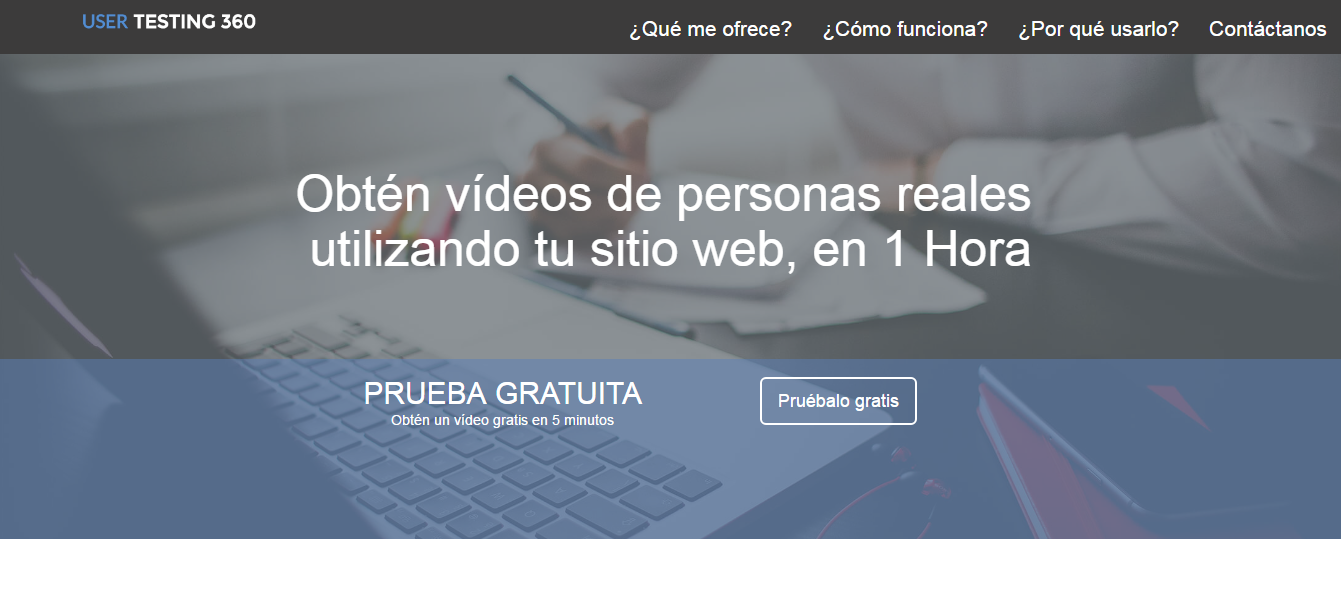 USER TESTING 360
¿Qué me ofrece?
¿Cómo funciona?
¿Por qué usarlo?
Contáctanos
Obtén vídeos de personas reales
utilizando tu sitio web, en 1 Hora
PRUEBA GRATUITA
Obtén un vídeo gratis en 5 minutos
Pruébalo gratis